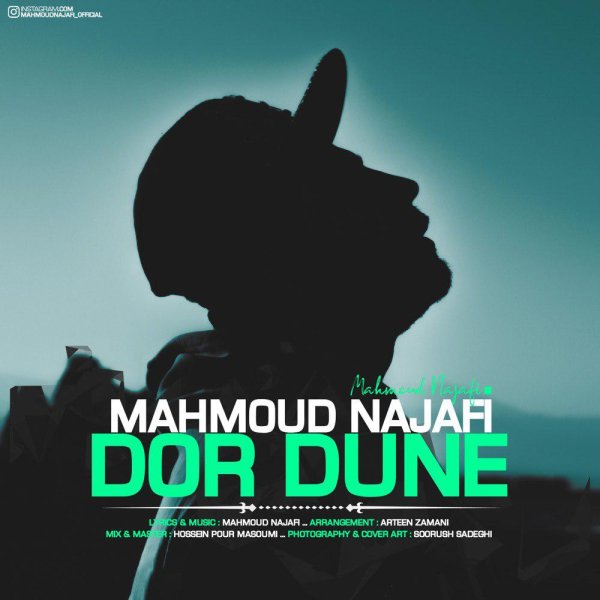 INSTAGRAM.COM
MAHMOUDNAJAFI_OFFICIAL
Mahmoud Najafi
MAHMOUD NAJAFI
DOR DUNE
LYRICS & MUSIC : MAHMOUD NAJAFI ... ARRANGEMENT : ARTEEN ZAMANI
MIX & MASTER : HOSSEIN POUR MASOUMI ... PHOTOGRAPHY & COVER ART : SOORUSH SADEGHI